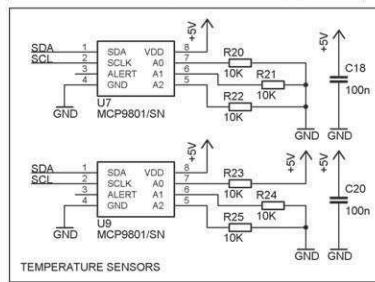 +5V
+5V
SDA 1 SDA VDD 8 R20
SCL 2 SCLK A0 7 10K R21 C18
3 ALERT A1 6 10K 100n
4 GND A2 5 R22
U7 10K
GND MCP9801/SN GND GND
+5V +5V +5V
SDA 1 SDA VDD 8 R23
SCL 2 SCLK A0 7 10K R24 C20
3 ALERT A1 6 10K 100n
4 GND A2 5 R25
U9 10K
GND MCP9801/SN GND GND
TEMPERATURE SENSORS